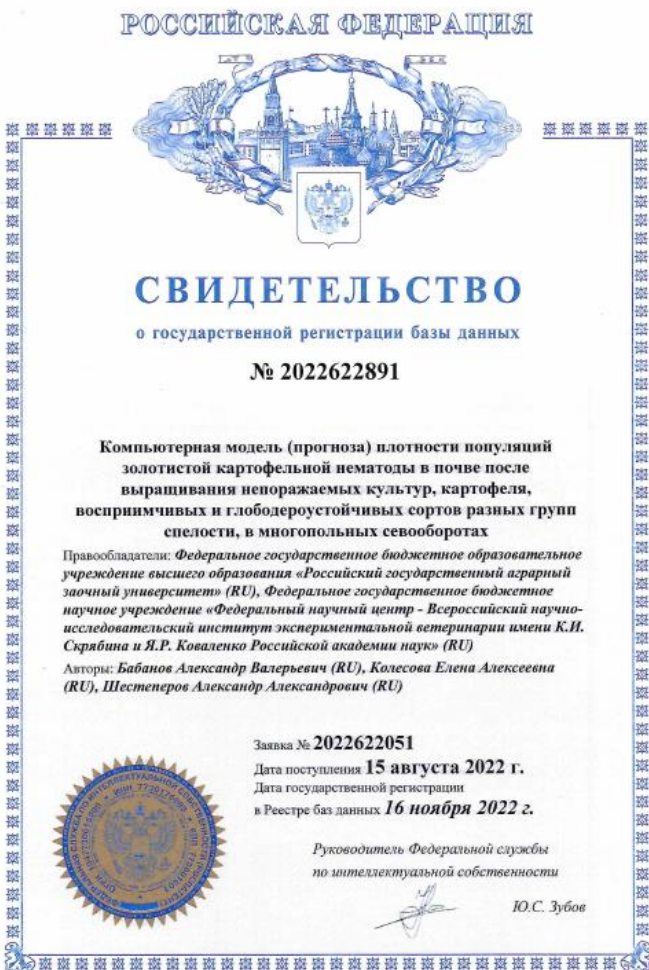 РОССИЙСКАЯ ФЕДЕРАЦИЯ
СВИДЕТЕЛЬСТВО
о государственной регистрации базы данных
№ 2022622891
Компьютерная модель (прогноза) плотности популяций
золотистой картофельной нематоды в почве после
выращивания непоражаемых культур, картофеля,
восприимчивых и глободероустойчивых сортов разных групп
спелости, в многопольных севооборотах
Правообладатели: Федеральное государственное бюджетное образовательное
учреждение высшего образования «Российский государственный аграрный
заочный университет» (RU), Федеральное государственное бюджетное
научное учреждение «Федеральный научный центр - Всероссийский научно-
исследовательский институт экспериментальной ветеринарии имени К.И.
Скрябина и Я.Р. Коваленко Российской академии наук» (RU)
Авторы: Бабанов Александр Валерьевич (RU), Колесова Елена Алексеевна
(RU), Шестеперов Александр Александрович (RU)
Заявка № 2022622051
Дата поступления 15 августа 2022 г.
Дата государственной регистрации
в Реестре баз данных 16 ноября 2022 г.
Руководитель Федеральной службы
по интеллектуальной собственности
Ю.С. Зубов
ФЕДЕРАЛЬНАЯ СЛУЖБА ПО ИНТЕЛЛЕКТУАЛЬНОЙ СОБСТВЕННОСТИ